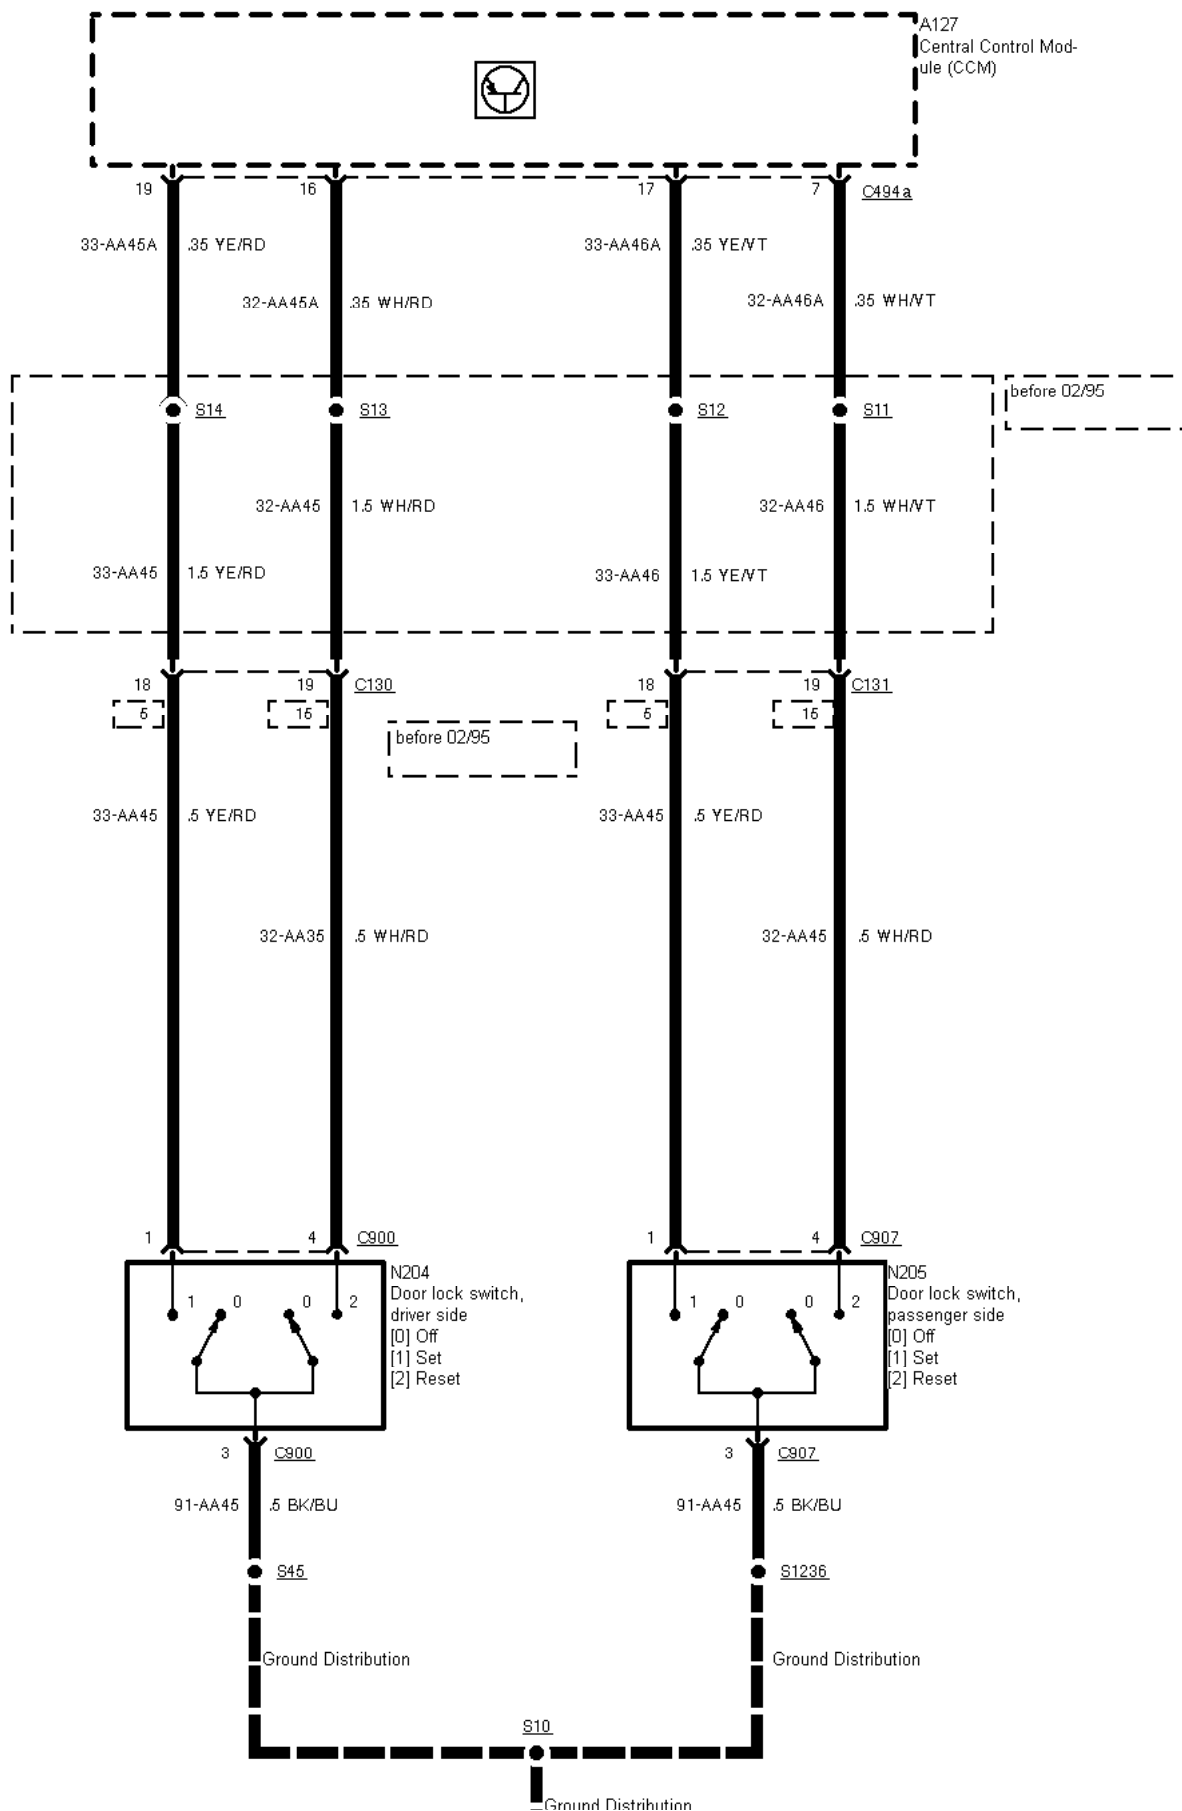 A127
Central Control Mod-
ule (CCM)
19
16
17
7
C494a
33-AA45A
.35 YE/RD
33-AA46A
.35 YE/VT
32-AA45A
.35 WH/RD
32-AA46A
.35 WH/VT
before 02/95
S14
S13
S12
S11
32-AA45
1.5 WH/RD
32-AA46
1.5 WH/VT
33-AA45
1.5 YE/RD
33-AA46
1.5 YE/VT
18
19
C130
18
19
C131
5
15
5
15
before 02/95
33-AA45
.5 YE/RD
33-AA45
.5 YE/RD
32-AA35
.5 WH/RD
32-AA45
.5 WH/RD
1
4
C900
1
4
C907
N204
Door lock switch,
driver side
[0] Off
[1] Set
[2] Reset
1
0
0
2
N205
Door lock switch,
passenger side
[0] Off
[1] Set
[2] Reset
1
0
0
2
3
C900
3
C907
91-AA45
.5 BK/BU
91-AA45
.5 BK/BU
S45
S1236
Ground Distribution
Ground Distribution
S10
Ground Distribution